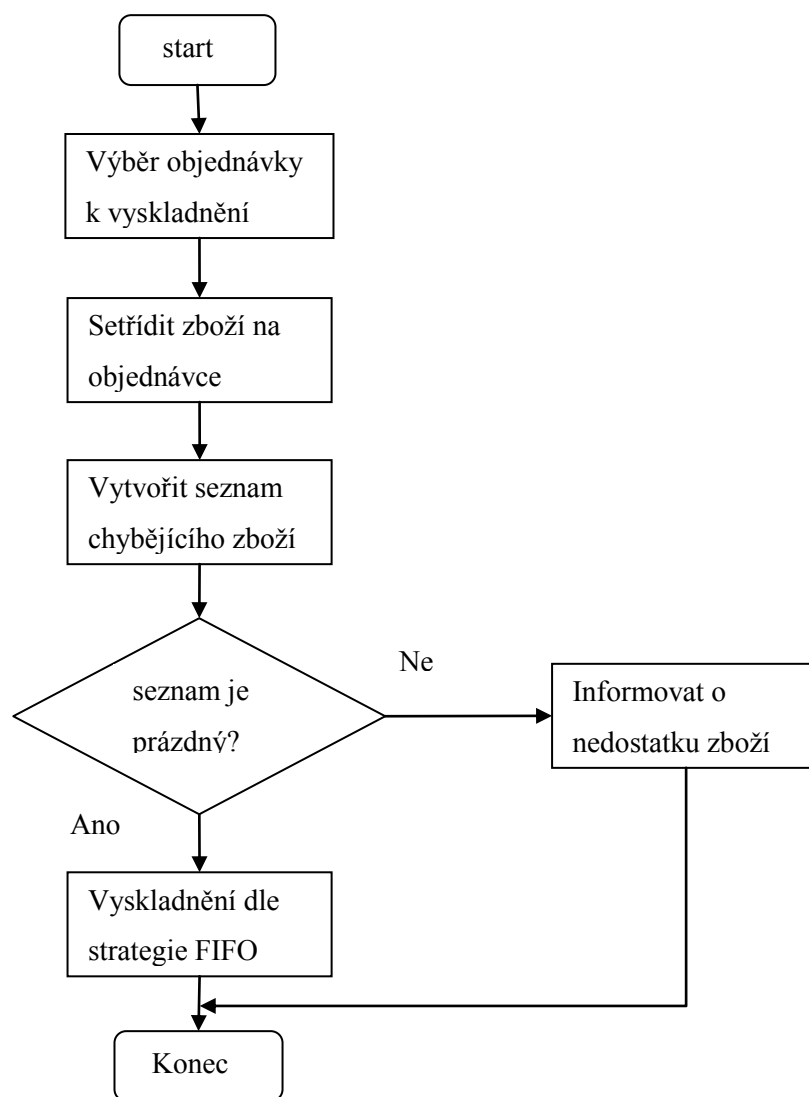 start
Výběr objednávky
k vyskladnění
Setřídit zboží na
objednávce
Vytvořit seznam
chybějícího zboží
seznam je
prázdný?
Ne
Informovat o
nedostatku zboží
Ano
Vyskladnění dle
strategie FIFO
Konec